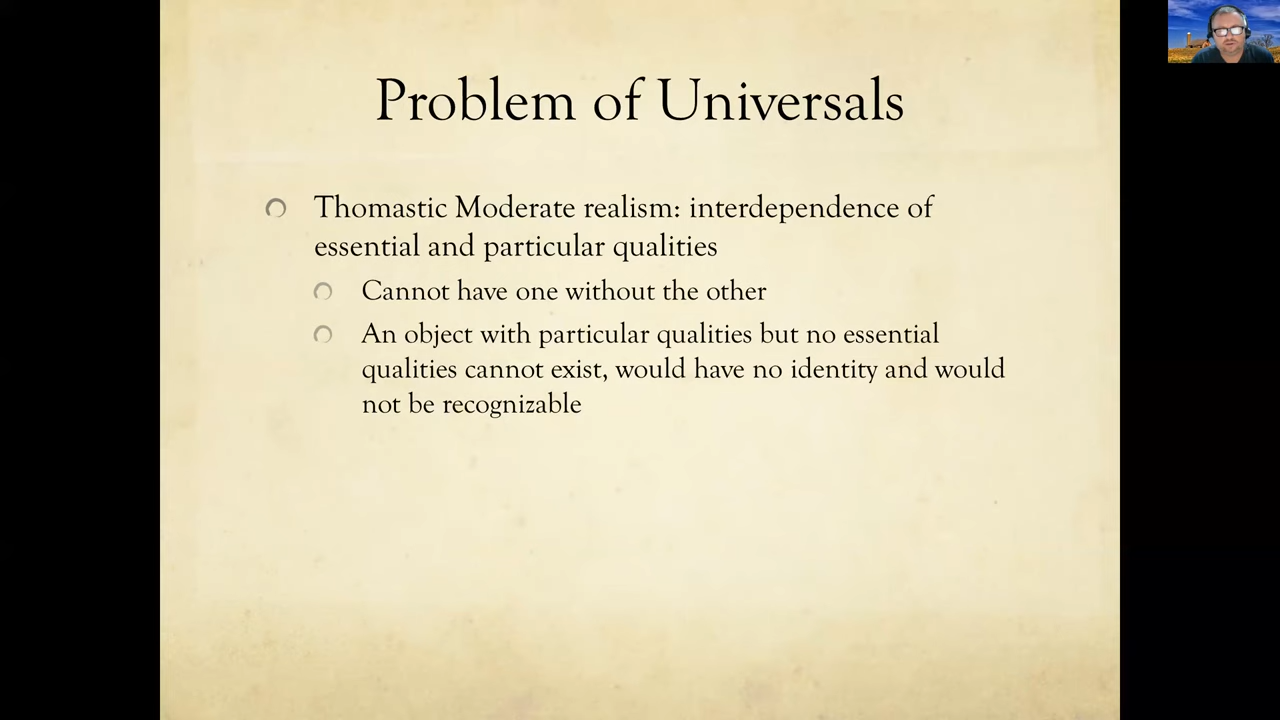 Problem of Universals
Thomastic Moderate realism: interdependence of
essential and particular qualities
Cannot have one without the other
An object with particular qualities but no essential
qualities cannot exist, would have no identity and would
not be recognizable